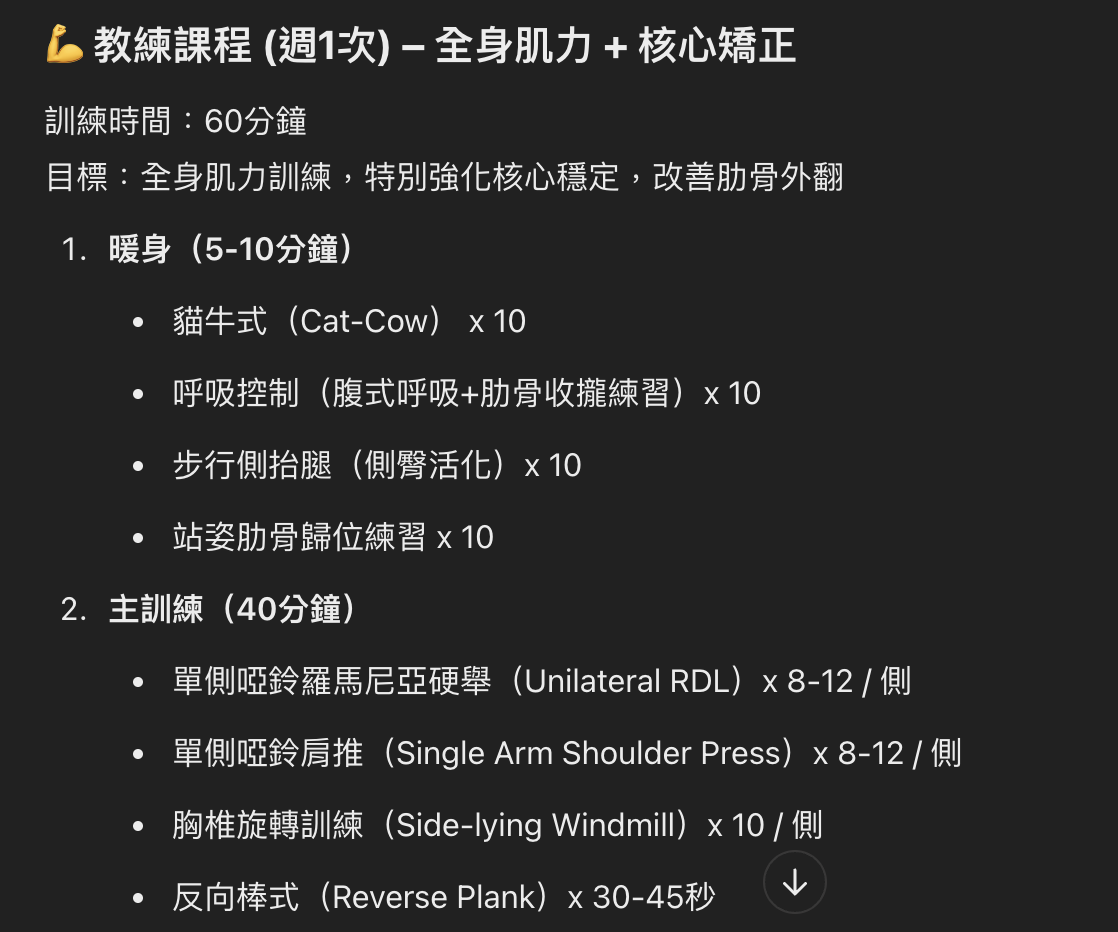 💪教練課程 (週1次) – 全身肌力 + 核心矯正
訓練時間：60分鐘
目標：全身肌力訓練，特別強化核心穩定，改善肋骨外翻
1. 暖身（5-10分鐘）
• 貓牛式（Cat-Cow） x 10
• 呼吸控制（腹式呼吸+肋骨收攏練習）x 10
• 步行側抬腿（側臀活化）x 10
• 站姿肋骨歸位練習 x 10
2. 主訓練（40分鐘）
• 單側啞鈴羅馬尼亞硬舉（Unilateral RDL）x 8-12 / 側
• 單側啞鈴肩推（Single Arm Shoulder Press）x 8-12 / 側
• 胸椎旋轉訓練（Side-lying Windmill）x 10 / 側
• 反向棒式（Reverse Plank）x 30-45秒